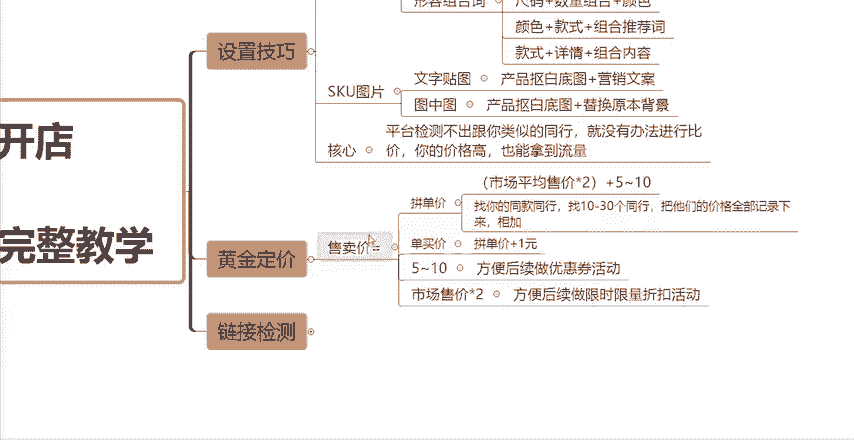 形容组合词
尺码+数量组合+颜色
颜色+款式+组合推荐词
款式+详情+组合内容
设置技巧
SKU图片
文字贴图
产品抠白底图+营销文案
图中图
产品抠白底图+替换原本背景
核心
平台检测不出跟你类似的同行，就没有办法进行比
价，你的价格高，也能拿到流量
开店
完整教学
黄金定价
售卖价=
拼单价
（市场平均售价*2）+5~10
找你的同款同行，找10-30个同行，把他们的价格全部记录下
来，相加
单买价
拼单价+1元
5~10
方便后续做优惠券活动
市场售价*2
方便后续做限时限量折扣活动
链接检测